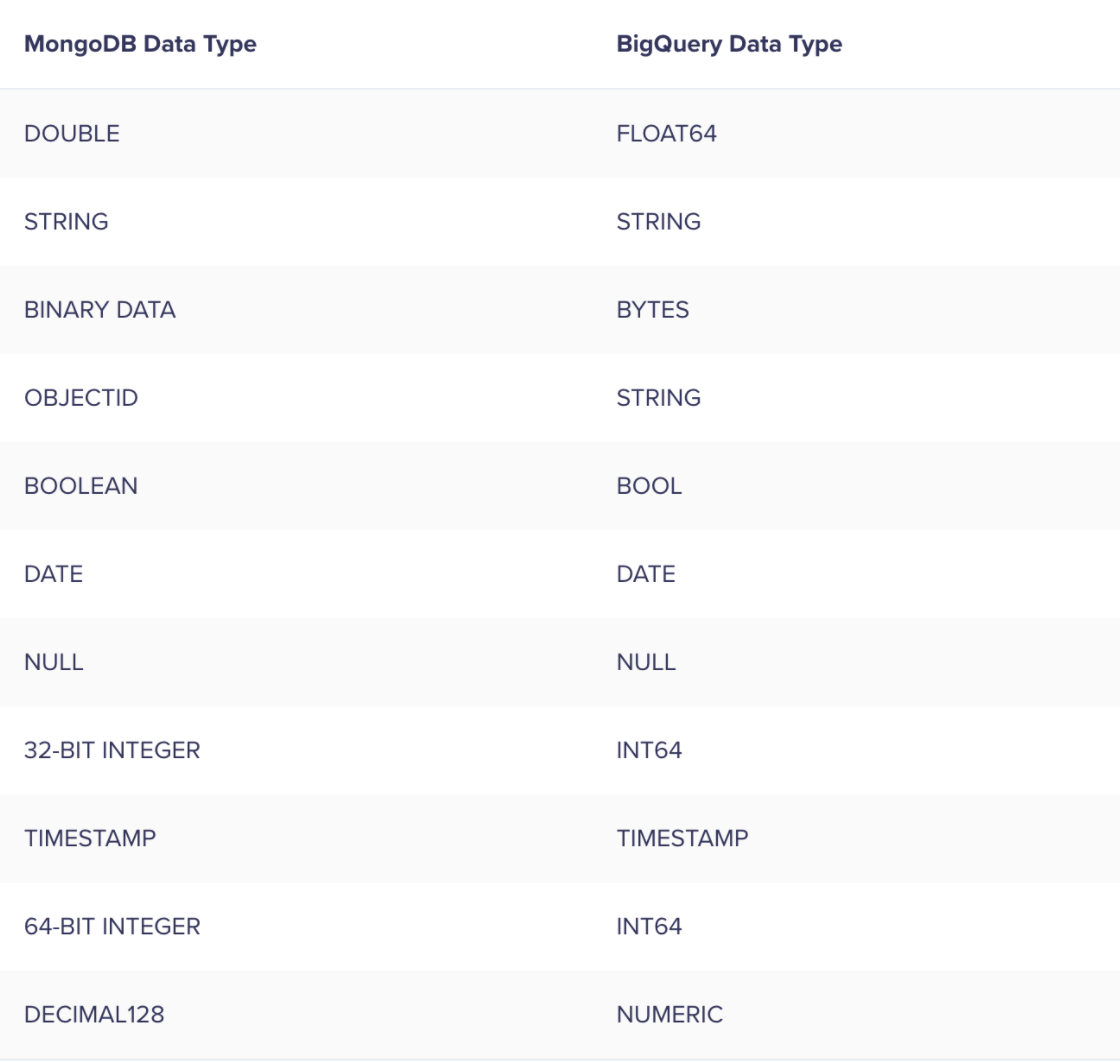 MongoDB Data Type BigQuery Data Type
DOUBLE FLOAT64
STRING STRING
BINARY DATA BYTES
OBJECTID STRING
BOOLEAN BOOL
DATE DATE
NULL NULL
32-BIT INTEGER INT64
TIMESTAMP TIMESTAMP
64-BIT INTEGER INT64
DECIMAL128 NUMERIC